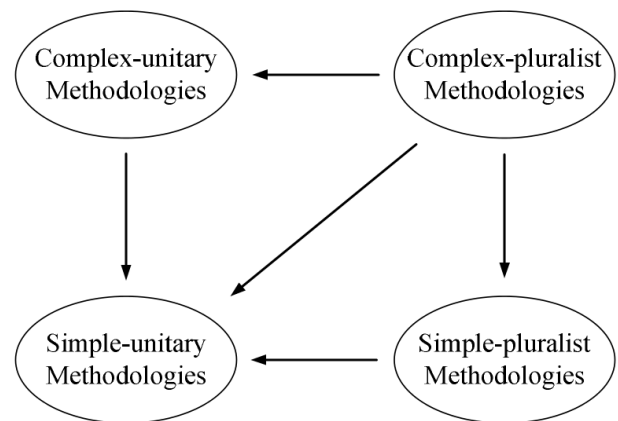 Complex-unitary
Methodologies
Complex-pluralist
Methodologies
Simple-unitary
Methodologies
Simple-pluralist
Methodologies